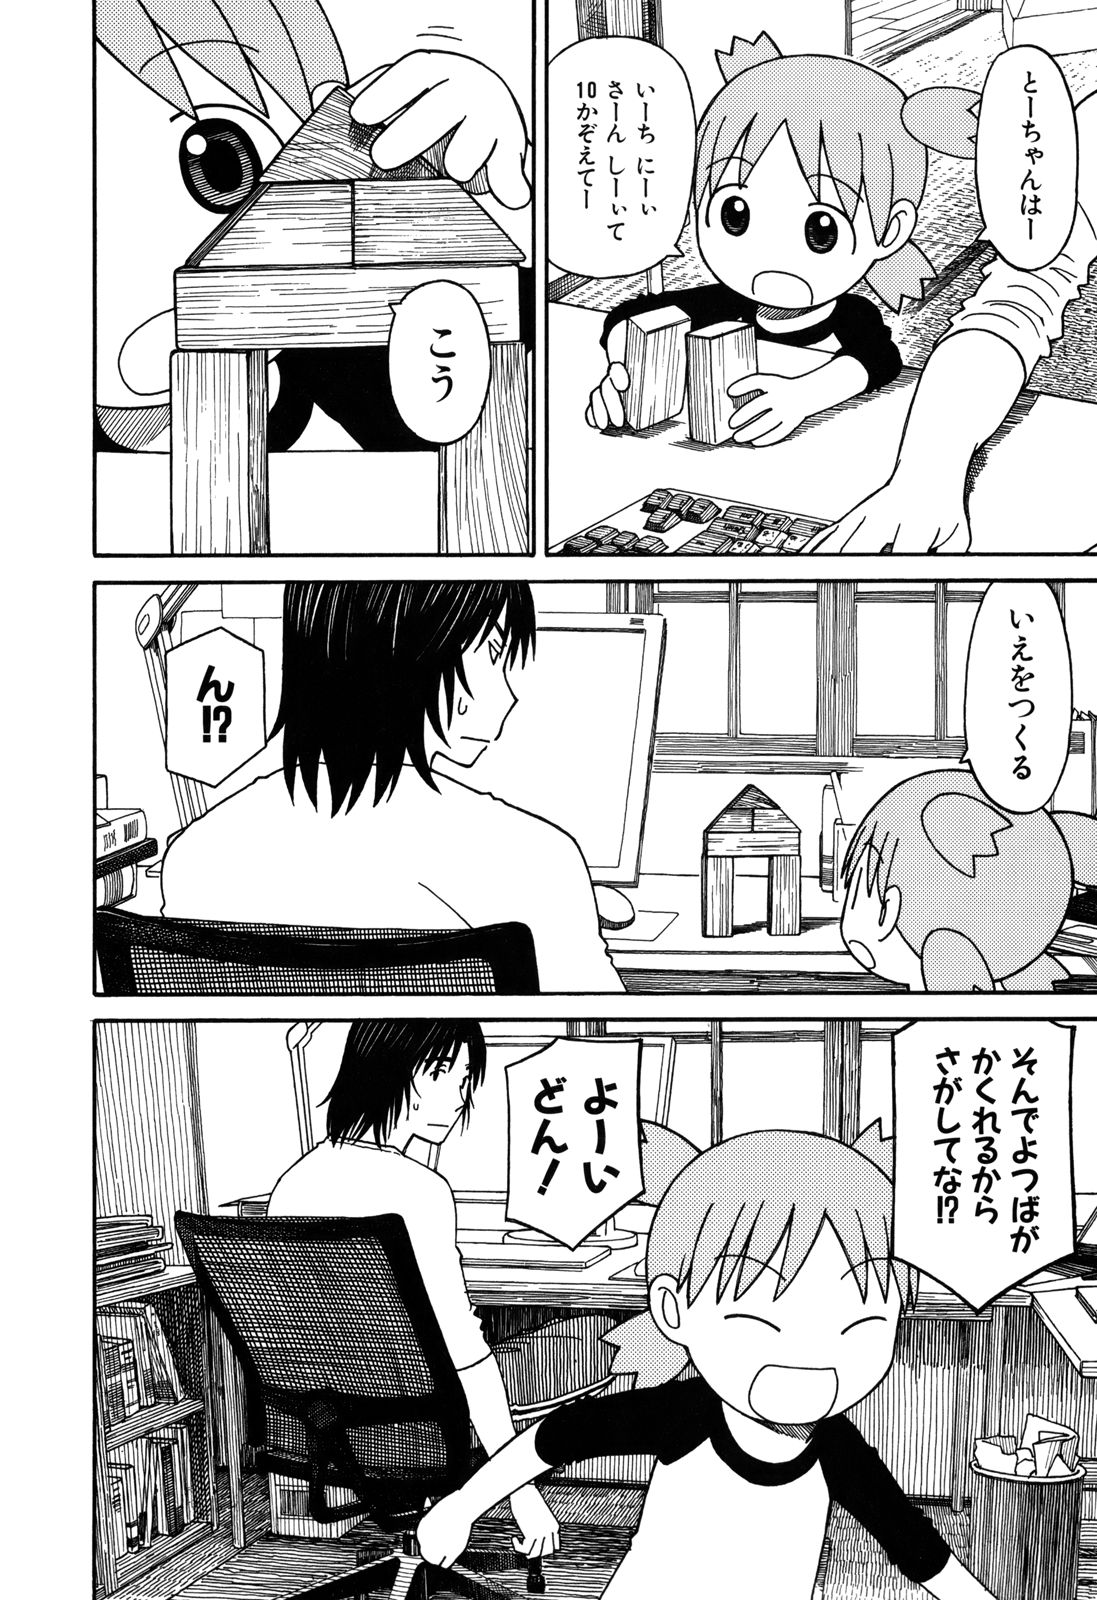 とーちゃんはー
いーち にーぃ
さーん しーぃて
10かぞえてー
こう
いえをつくる
ん!?
そんでよつばが
かくれるから
さがしてな!?
よーい
どん!